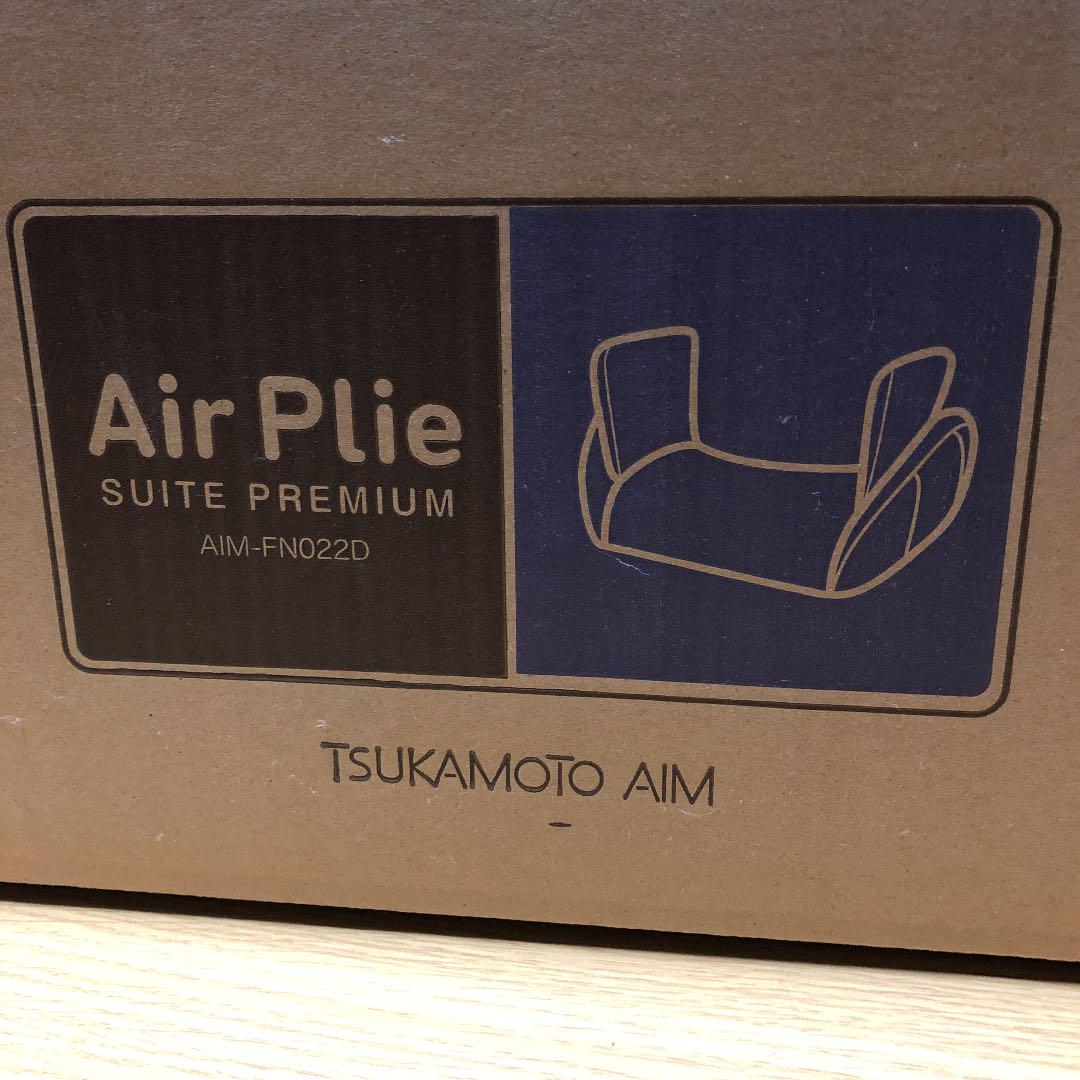 Air Plie
SUITE PREMIUM
AIM-FN022D
TSUKAMOTO AIM